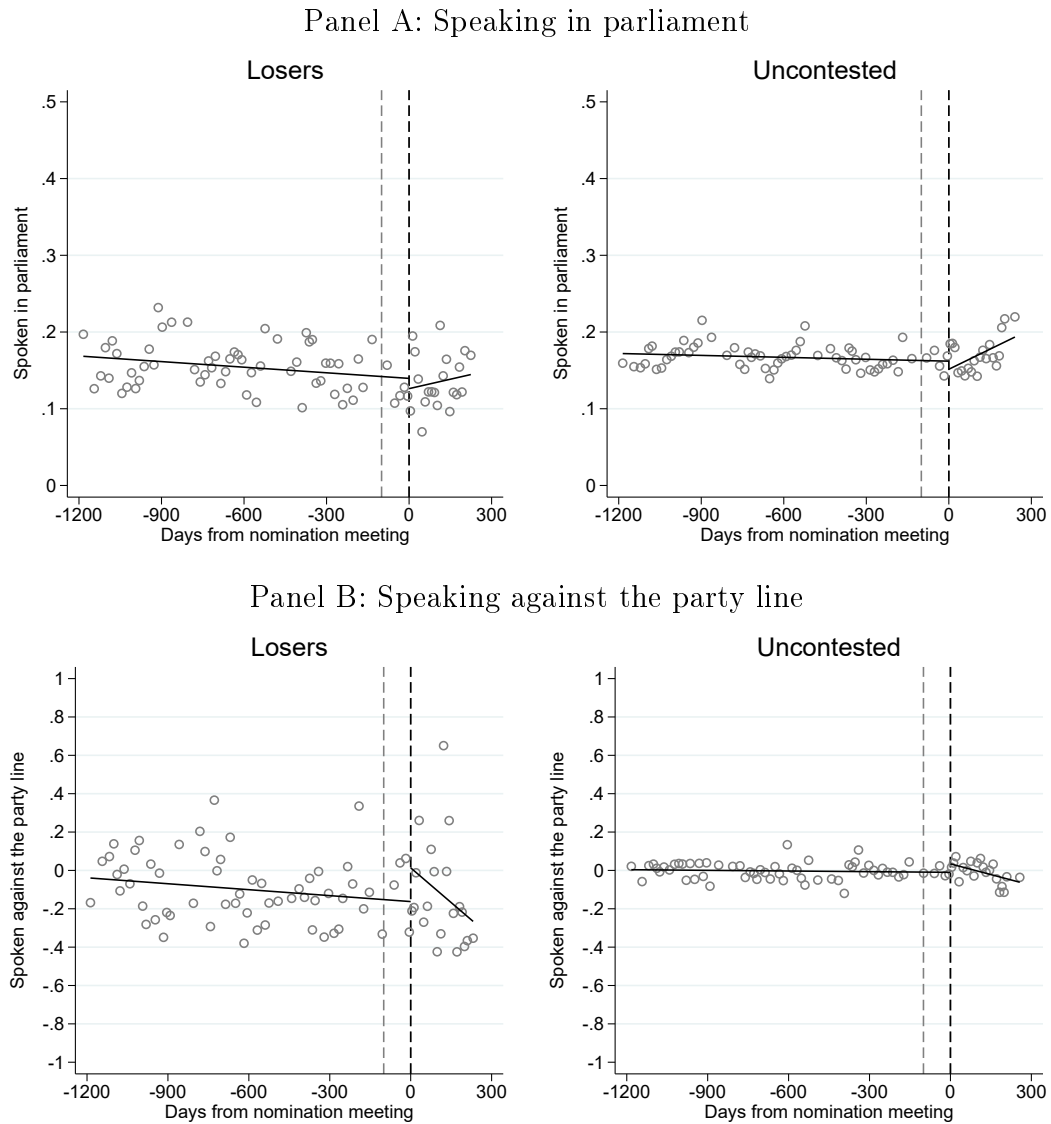 Panel A: Speaking in parliament
Losers
Spoken in parliament
.5
.4
.3
.2
.1
0
-1200 -900 -600 -300 0 300
Days from nomination meeting
Uncontested
Spoken in parliament
.5
.4
.3
.2
.1
0
-1200 -900 -600 -300 0 300
Days from nomination meeting
Panel B: Speaking against the party line
Losers
Spoken against the party line
1
.8
.6
.4
.2
0
-.2
-.4
-.6
-.8
-1
-1200 -900 -600 -300 0 300
Days from nomination meeting
Uncontested
Spoken against the party line
1
.8
.6
.4
.2
0
-.2
-.4
-.6
-.8
-1
-1200 -900 -600 -300 0 300
Days from nomination meeting